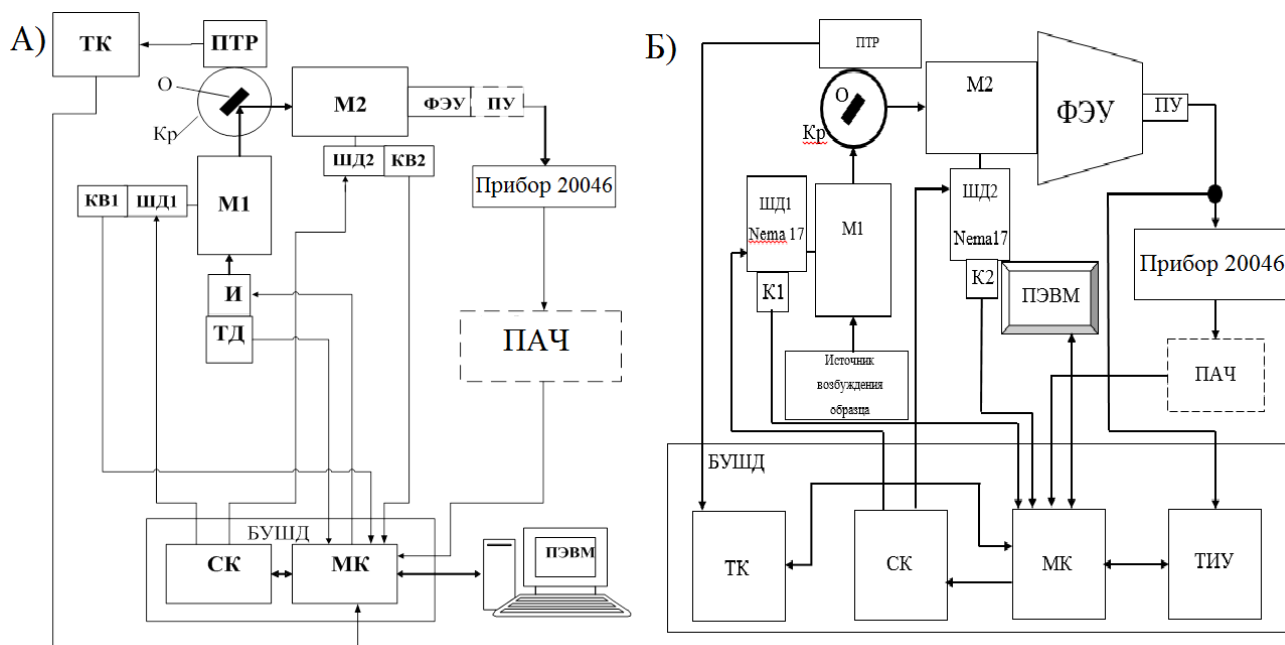 А)
ТК
ПТР
О
Кр
М2
ФЭУ
ПУ
ШД2
КВ2
Прибор 20046
КВ1
ШД1
М1
И
ТД
ПАЧ
БУШД
СК
МК
ПЭВМ
Б)
ПТР
О
Кр
М2
ФЭУ
ПУ
ШД1
Nema 17
М1
ШД2
Nema17
К1
К2
ПЭВМ
Прибор 20046
Источник
возбуждения
образца
ПАЧ
БУШД
ТК
СК
МК
ТИУ